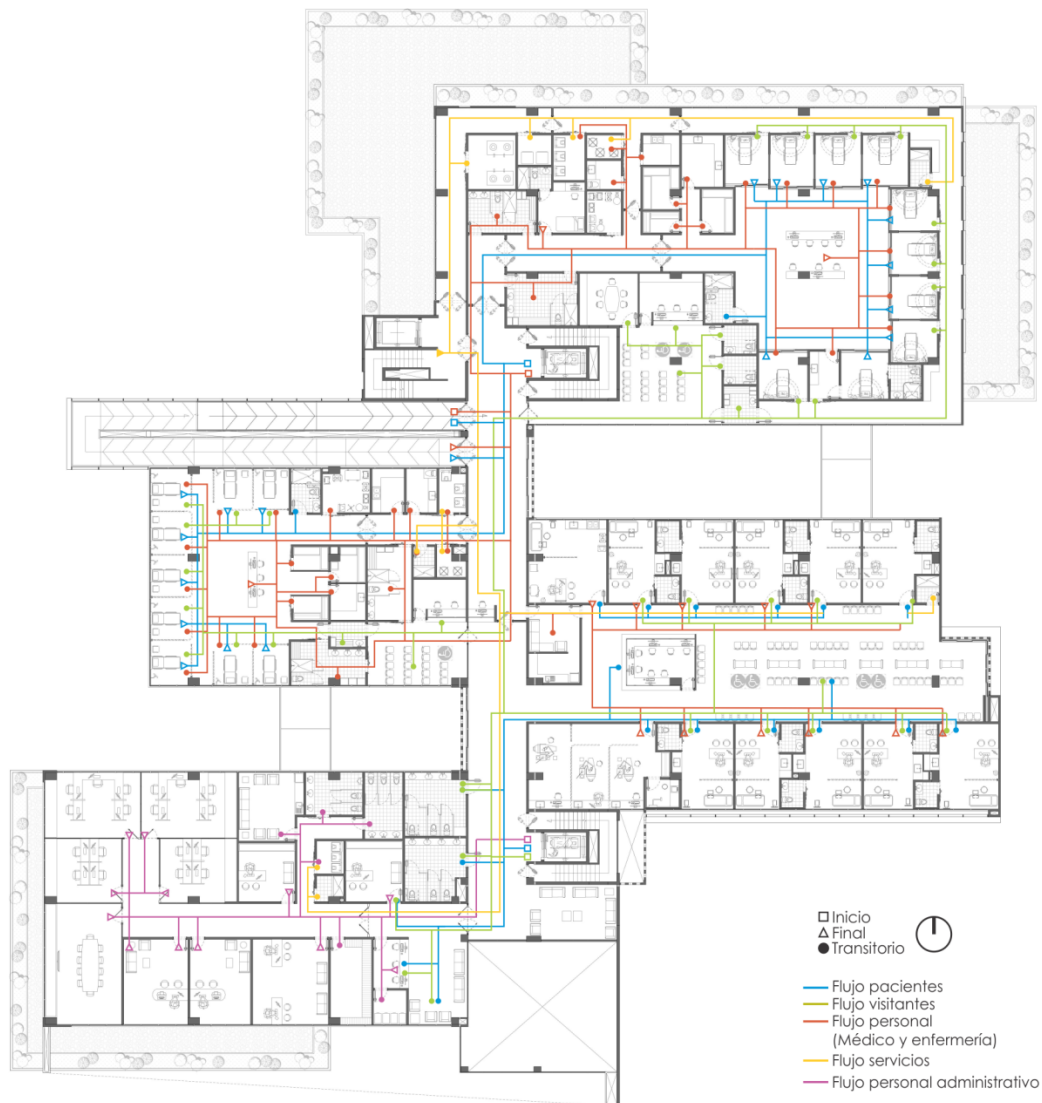 Inicio
Final
Transitorio
Flujo pacientes
Flujo visitantes
Flujo personal
(Médico y enfermería)
Flujo servicios
Flujo personal administrativo